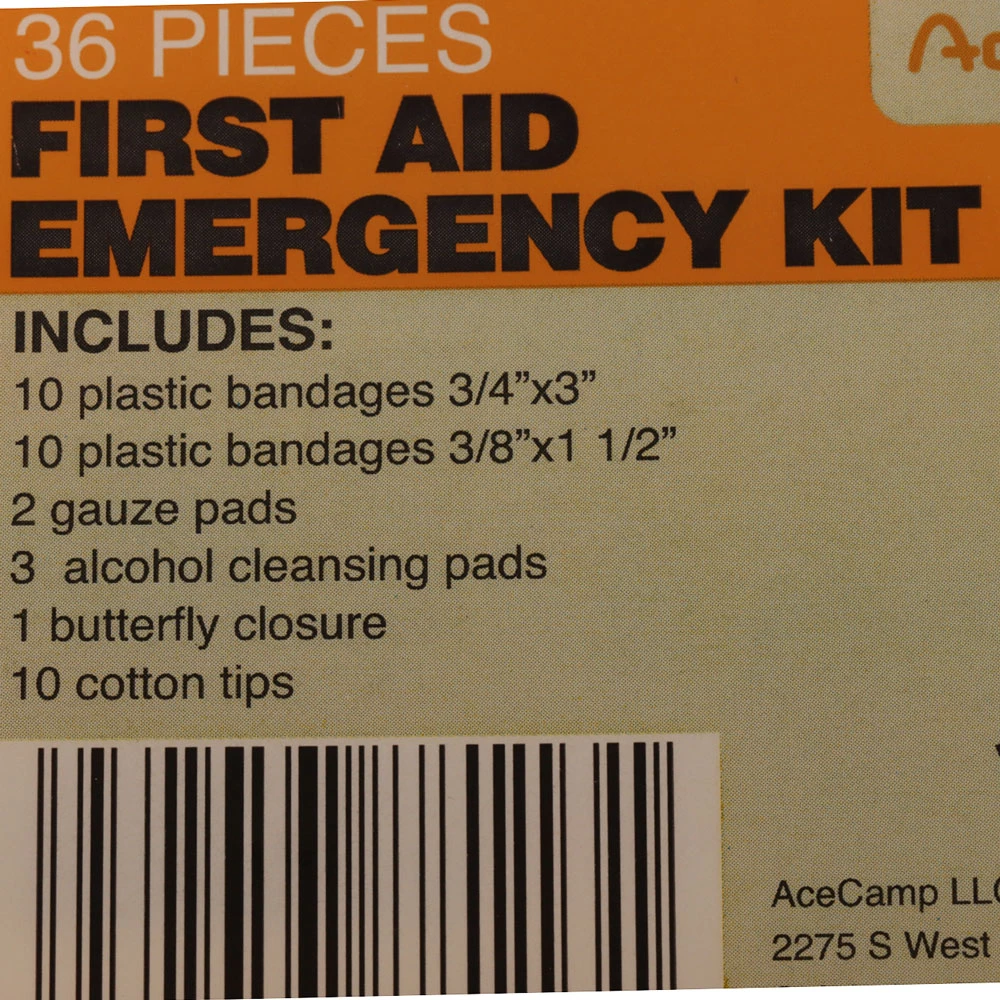 36 PIECES
FIRST AID
EMERGENCY KIT
INCLUDES:
10 plastic bandages 3/4”x3”
10 plastic bandages 3/8”x1 1/2”
2 gauze pads
3 alcohol cleansing pads
1 butterfly closure
10 cotton tips
AceCamp LLC
2275 S West